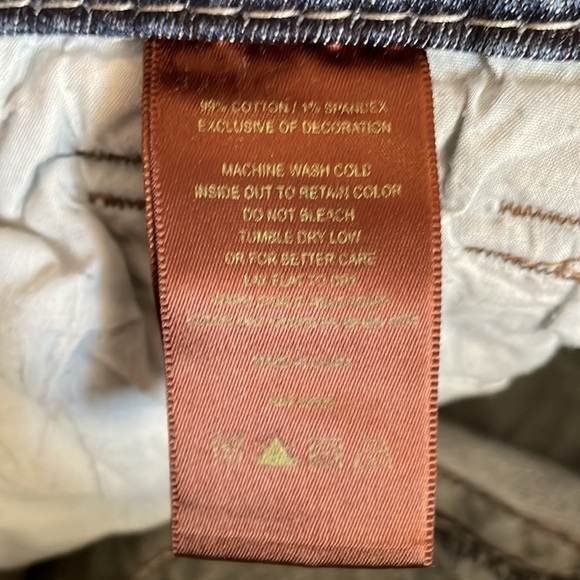 99% COTTON / 1% SPANDEX
EXCLUSIVE OF DECORATION
MACHINE WASH COLD
INSIDE OUT TO RETAIN COLOR
DO NOT BLEACH
TUMBLE DRY LOW
OR FOR BETTER CARE
LAY FLAT TO DRY